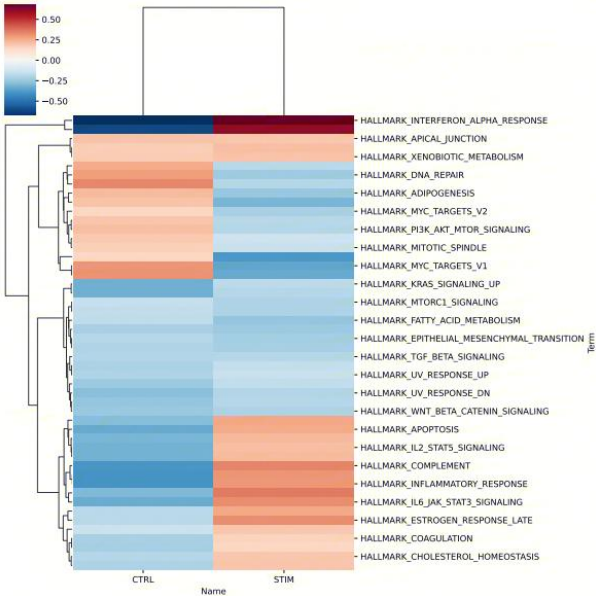 0.50
0.25
0.00
−0.25
−0.50
HALLMARK_INTERFERON_ALPHA_RESPONSE
HALLMARK_APICAL_JUNCTION
HALLMARK_XENOBIOTIC_METABOLISM
HALLMARK_DNA_REPAIR
HALLMARK_ADIPOGENESIS
HALLMARK_MYC_TARGETS_V2
HALLMARK_PI3K_AKT_MTOR_SIGNALING
HALLMARK_MITOTIC_SPINDLE
HALLMARK_MYC_TARGETS_V1
HALLMARK_KRAS_SIGNALING_UP
HALLMARK_MTORC1_SIGNALING
HALLMARK_FATTY_ACID_METABOLISM
HALLMARK_EPITHELIAL_MESENCHYMAL_TRANSITION
HALLMARK_TGF_BETA_SIGNALING
HALLMARK_UV_RESPONSE_UP
HALLMARK_UV_RESPONSE_DN
HALLMARK_WNT_BETA_CATENIN_SIGNALING
HALLMARK_APOPTOSIS
HALLMARK_IL2_STAT5_SIGNALING
HALLMARK_COMPLEMENT
HALLMARK_INFLAMMATORY_RESPONSE
HALLMARK_IL6_JAK_STAT3_SIGNALING
HALLMARK_ESTROGEN_RESPONSE_LATE
HALLMARK_COAGULATION
HALLMARK_CHOLESTEROL_HOMEOSTASIS
Term
CTRL STIM
Name